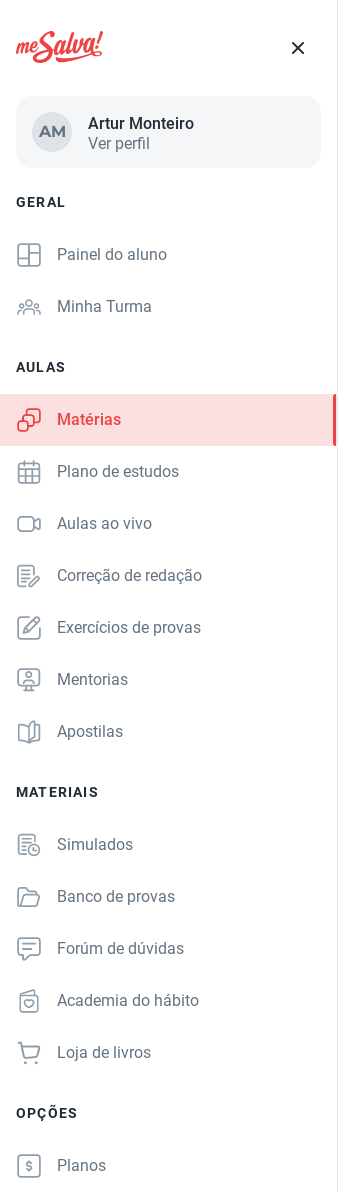 me Salva!
AM
Artur Monteiro
Ver perfil
GERAL
Painel do aluno
Minha Turma
AULAS
Matérias
Plano de estudos
Aulas ao vivo
Correção de redação
Exercícios de provas
Mentorias
Apostilas
MATERIAIS
Simulados
Banco de provas
Forúm de dúvidas
Academia do hábito
Loja de livros
OPÇÕES
$
Planos